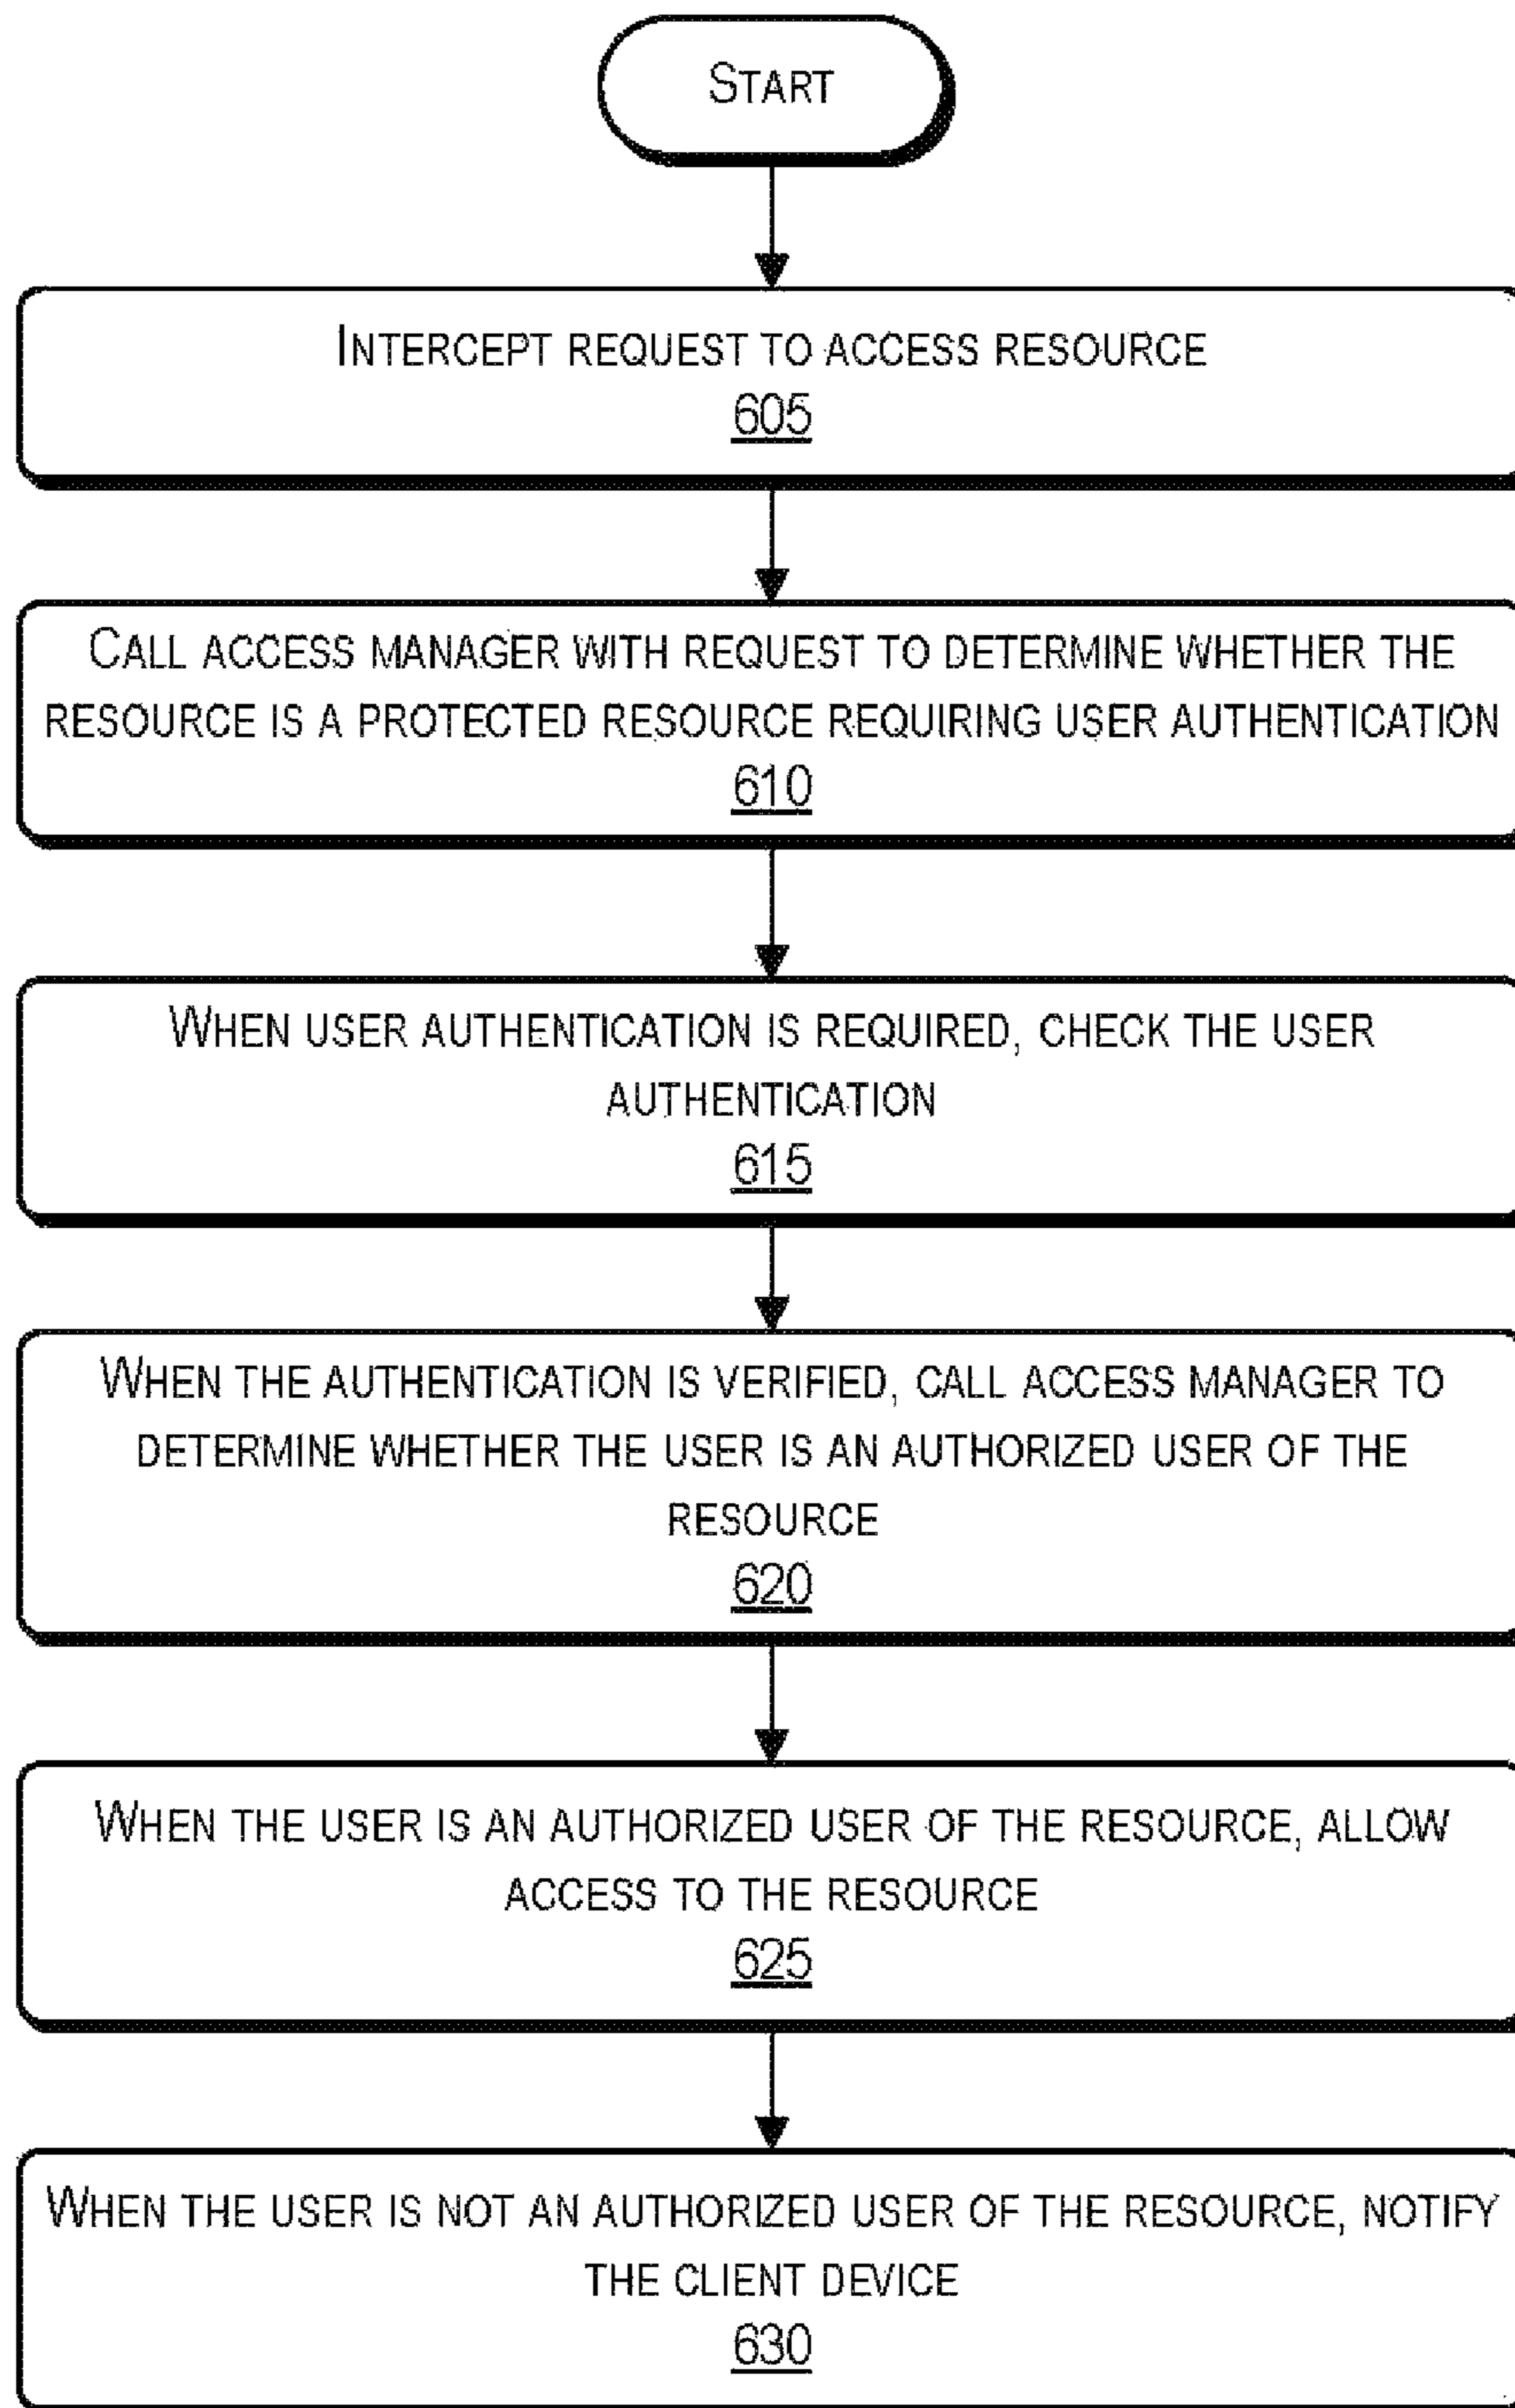 START
INTERCEPT REQUEST TO ACCESS RESOURCE
605
CALL ACCESS MANAGER WITH REQUEST TO DETERMINE WHETHER THE
RESOURCE IS A PROTECTED RESOURCE REQUIRING USER AUTHENTICATION
610
WHEN USER AUTHENTICATION IS REQUIRED, CHECK THE USER
AUTHENTICATION
615
WHEN THE AUTHENTICATION IS VERIFIED, CALL ACCESS MANAGER TO
DETERMINE WHETHER THE USER IS AN AUTHORIZED USER OF THE
RESOURCE
620
WHEN THE USER IS AN AUTHORIZED USER OF THE RESOURCE, ALLOW
ACCESS TO THE RESOURCE
625
WHEN THE USER IS NOT AN AUTHORIZED USER OF THE RESOURCE, NOTIFY
THE CLIENT DEVICE
630